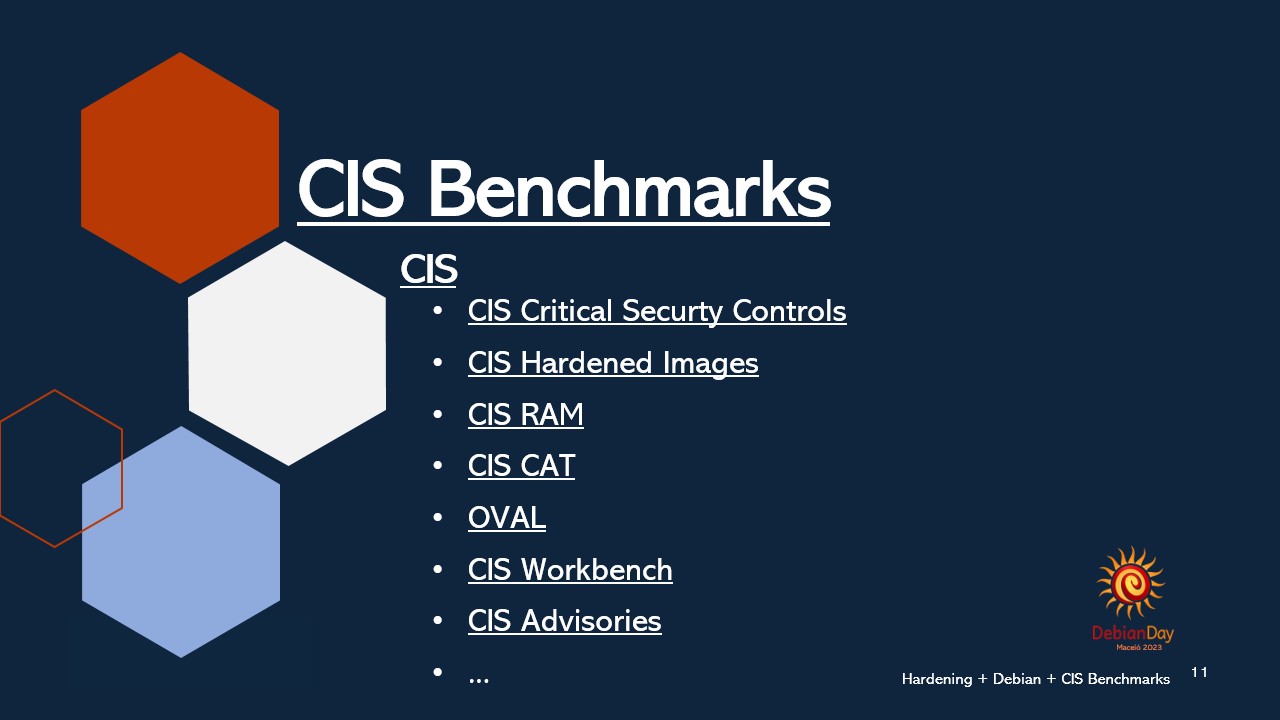 CIS Benchmarks
CIS
• CIS Critical Securty Controls
• CIS Hardened Images
• CIS RAM
• CIS CAT
• OVAL
• CIS Workbench
• CIS Advisories
• ...
DebianDay
Maceió 2023
Hardening + Debian + CIS Benchmarks
11